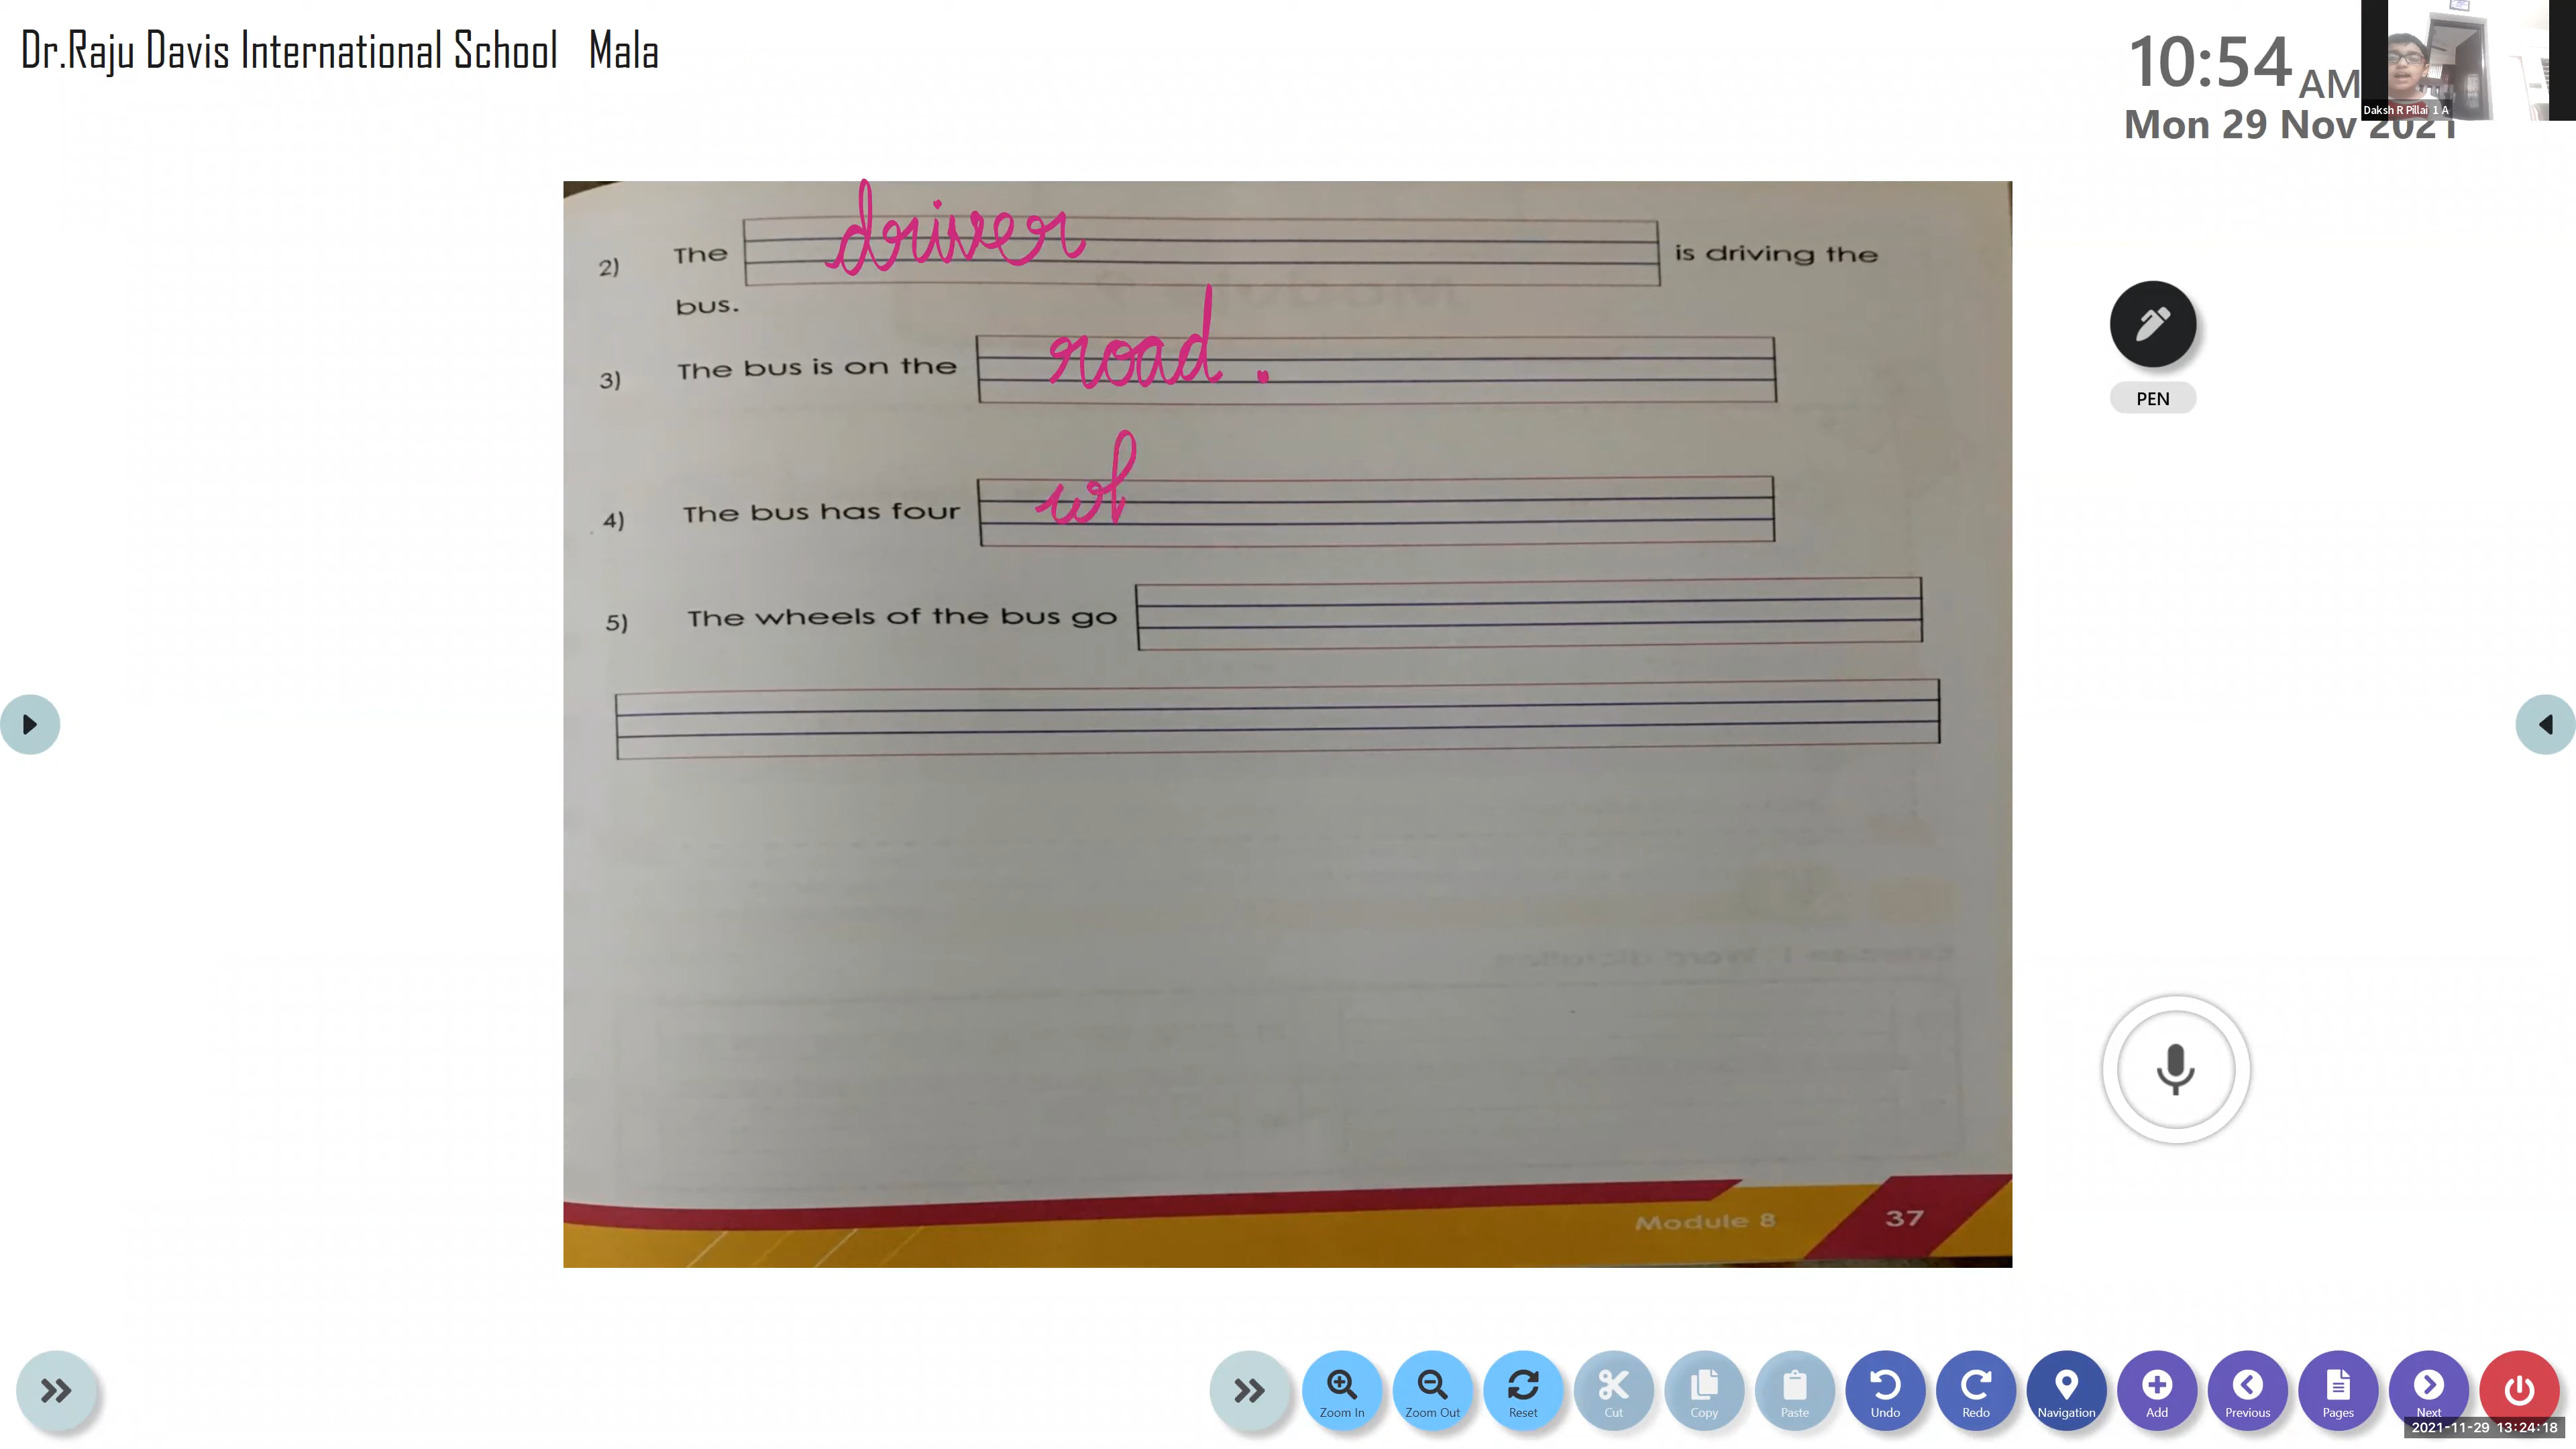 Dr.Raju Davis International School Mala
10:54 AM
Mon 29 Nov 2021
Daksh R Pillai 1 A
2) The driver is driving the
bus.
3) The bus is on the road.
4) The bus has four wh
5) The wheels of the bus go
PEN
Module 8 37
Zoom In Zoom Out Reset Cut Copy Paste Undo Redo Navigation Add Previous Pages Next
2021-11-29 13:24:18